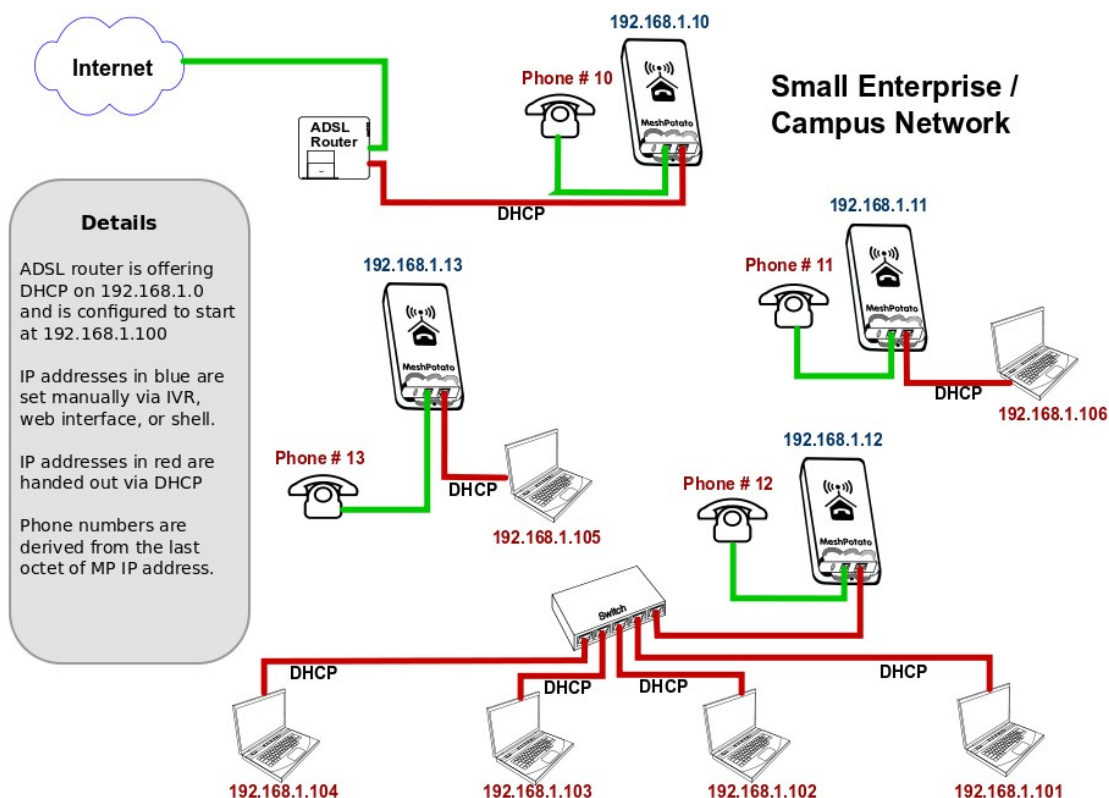 192.168.1.10
Internet
Phone # 10
Small Enterprise /
Campus Network
ADSL
Router
MeshPotato
DHCP
Details
ADSL router is offering
DHCP on 192.168.1.0
and is configured to start
at 192.168.1.100
IP addresses in blue are
set manually via IVR,
web interface, or shell.
IP addresses in red are
handed out via DHCP
Phone numbers are
derived from the last
octet of MP IP address.
192.168.1.11
Phone # 11
MeshPotato
DHCP
192.168.1.106
192.168.1.13
MeshPotato
Phone # 13
DHCP
192.168.1.105
192.168.1.12
Phone # 12
MeshPotato
Switch
DHCP
DHCP
DHCP
DHCP
192.168.1.104
192.168.1.103
192.168.1.102
192.168.1.101